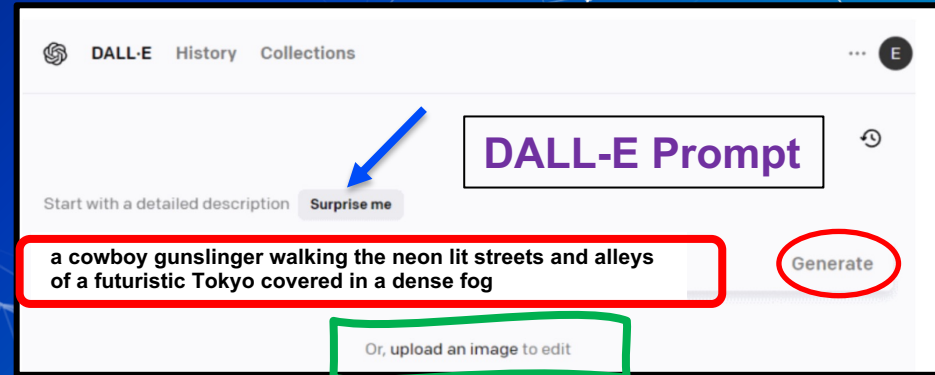 DALL·E History Collections ... E
DALL-E Prompt
Start with a detailed description Surprise me
a cowboy gunslinger walking the neon lit streets and alleys
of a futuristic Tokyo covered in a dense fog
Generate
Or, upload an image to edit